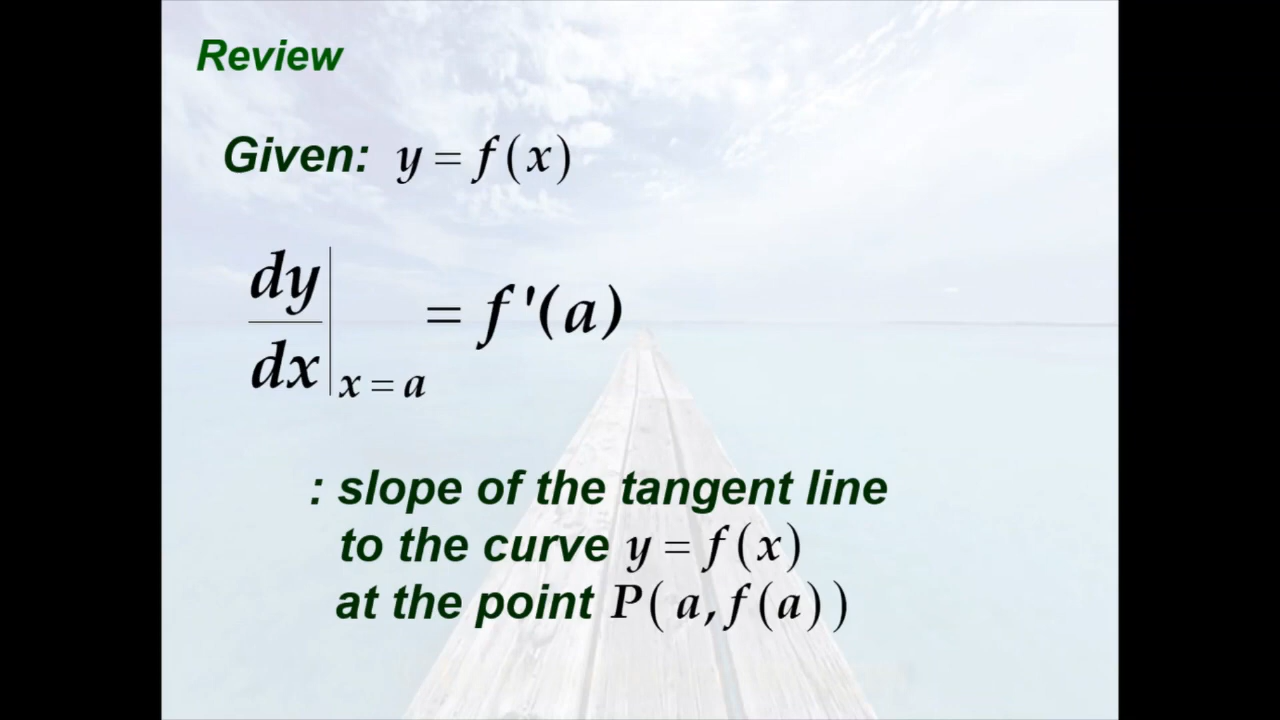 Review
Given: y = f(x)
dy/dx|x=a = f'(a)
: slope of the tangent line
to the curve y = f(x)
at the point P(a, f(a))